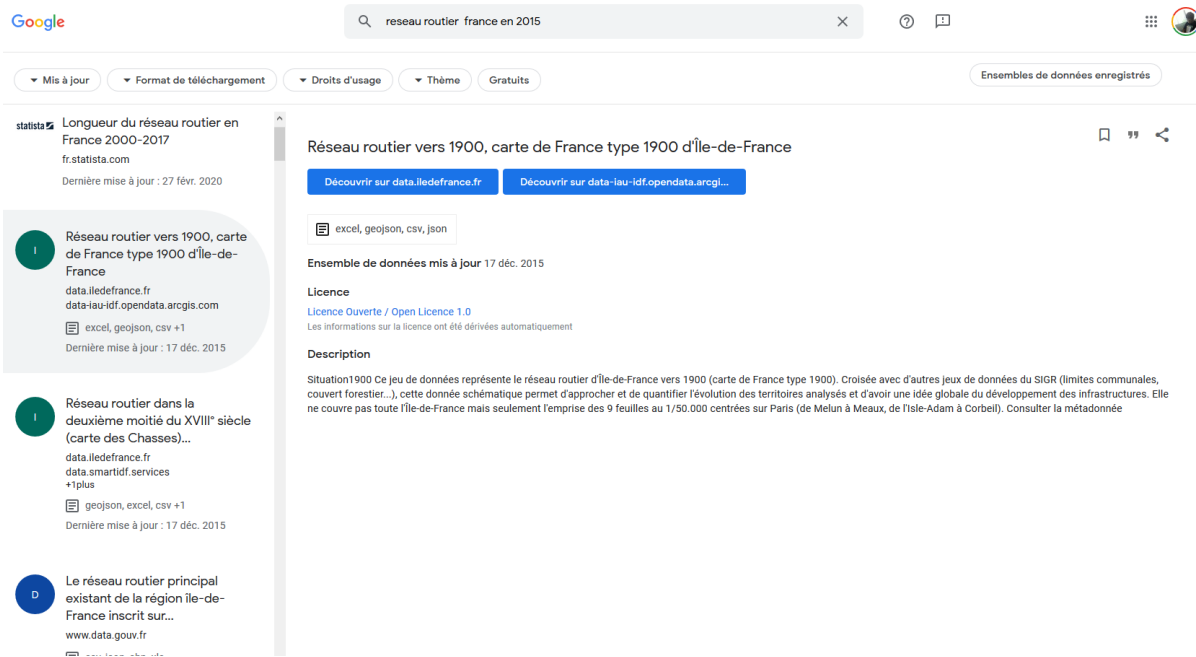 Google
reseau routier  france en 2015
Mis à jour
Format de téléchargement
Droits d'usage
Thème
Gratuits
Ensembles de données enregistrés
statista
Longueur du réseau routier en
France 2000-2017
fr.statista.com
Dernière mise à jour : 27 févr. 2020
I
Réseau routier vers 1900, carte
de France type 1900 d'Île-de-
France
data.iledefrance.fr
data-iau-idf.opendata.arcgis.com
excel, geojson, csv +1
Dernière mise à jour : 17 déc. 2015
I
Réseau routier dans la
deuxième moitié du XVIII° siècle
(carte des Chasses)...
data.iledefrance.fr
data.smartidf.services
+1plus
geojson, excel, csv +1
Dernière mise à jour : 17 déc. 2015
D
Le réseau routier principal
existant de la région île-de-
France inscrit sur...
www.data.gouv.fr
Réseau routier vers 1900, carte de France type 1900 d'Île-de-France
Découvrir sur data.iledefrance.fr
Découvrir sur data-iau-idf.opendata.arcgi...
excel, geojson, csv, json
Ensemble de données mis à jour 17 déc. 2015
Licence
Licence Ouverte / Open Licence 1.0
Les informations sur la licence ont été dérivées automatiquement
Description
Situation1900 Ce jeu de données représente le réseau routier d'Île-de-France vers 1900 (carte de France type 1900). Croisée avec d'autres jeux de données du SIGR (limites communales,
couvert forestier...), cette donnée schématique permet d'approcher et de quantifier l'évolution des territoires analysés et d'avoir une idée globale du développement des infrastructures. Elle
ne couvre pas toute l'Île-de-France mais seulement l'emprise des 9 feuilles au 1/50.000 centrées sur Paris (de Melun à Meaux, de l'Isle-Adam à Corbeil). Consulter la métadonnée